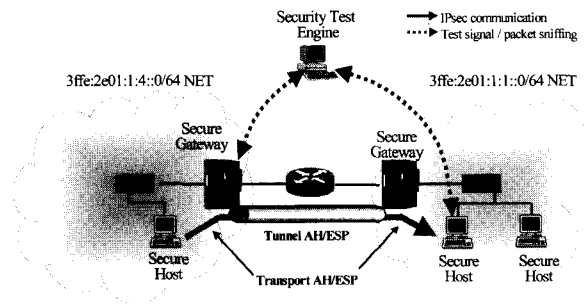 Security Test
Engine
IPsec communication
Test signal / packet sniffing
3ffe:2e01:1:4::0/64 NET
3ffe:2e01:1:1::0/64 NET
Secure
Gateway
Secure
Gateway
Tunnel AH/ESP
Secure
Host
Transport AH/ESP
Secure
Host
Secure
Host